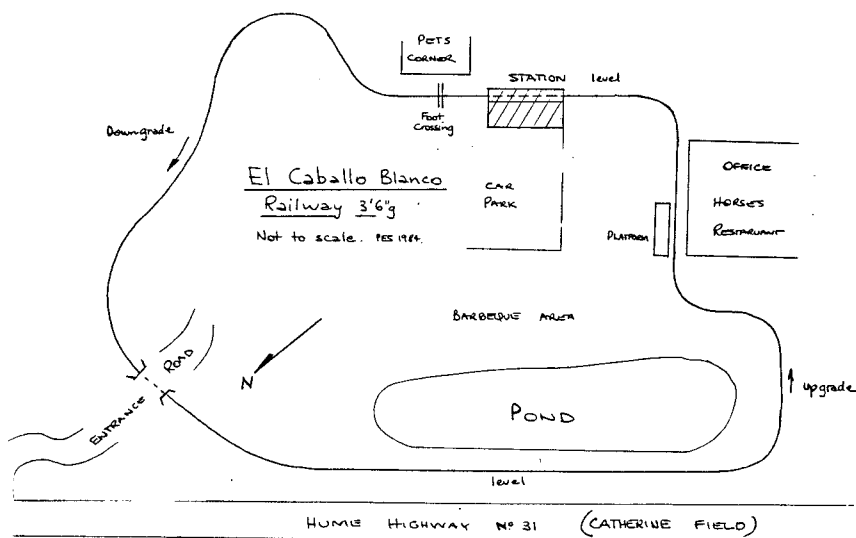 PETS
CORNER
STATION
level
Foot
Crossing
Downgrade
El Caballo Blanco
Railway 3'6"g
Not to scale. PES 1984.
CAR
PARK
OFFICE
HORSES
RESTARUANT
PLATFORM
BARBEQUE AREA
N
ENTRANCE ROAD
POND
upgrade
level
HUME HIGHWAY Nº 31 (CATHERINE FIELD)